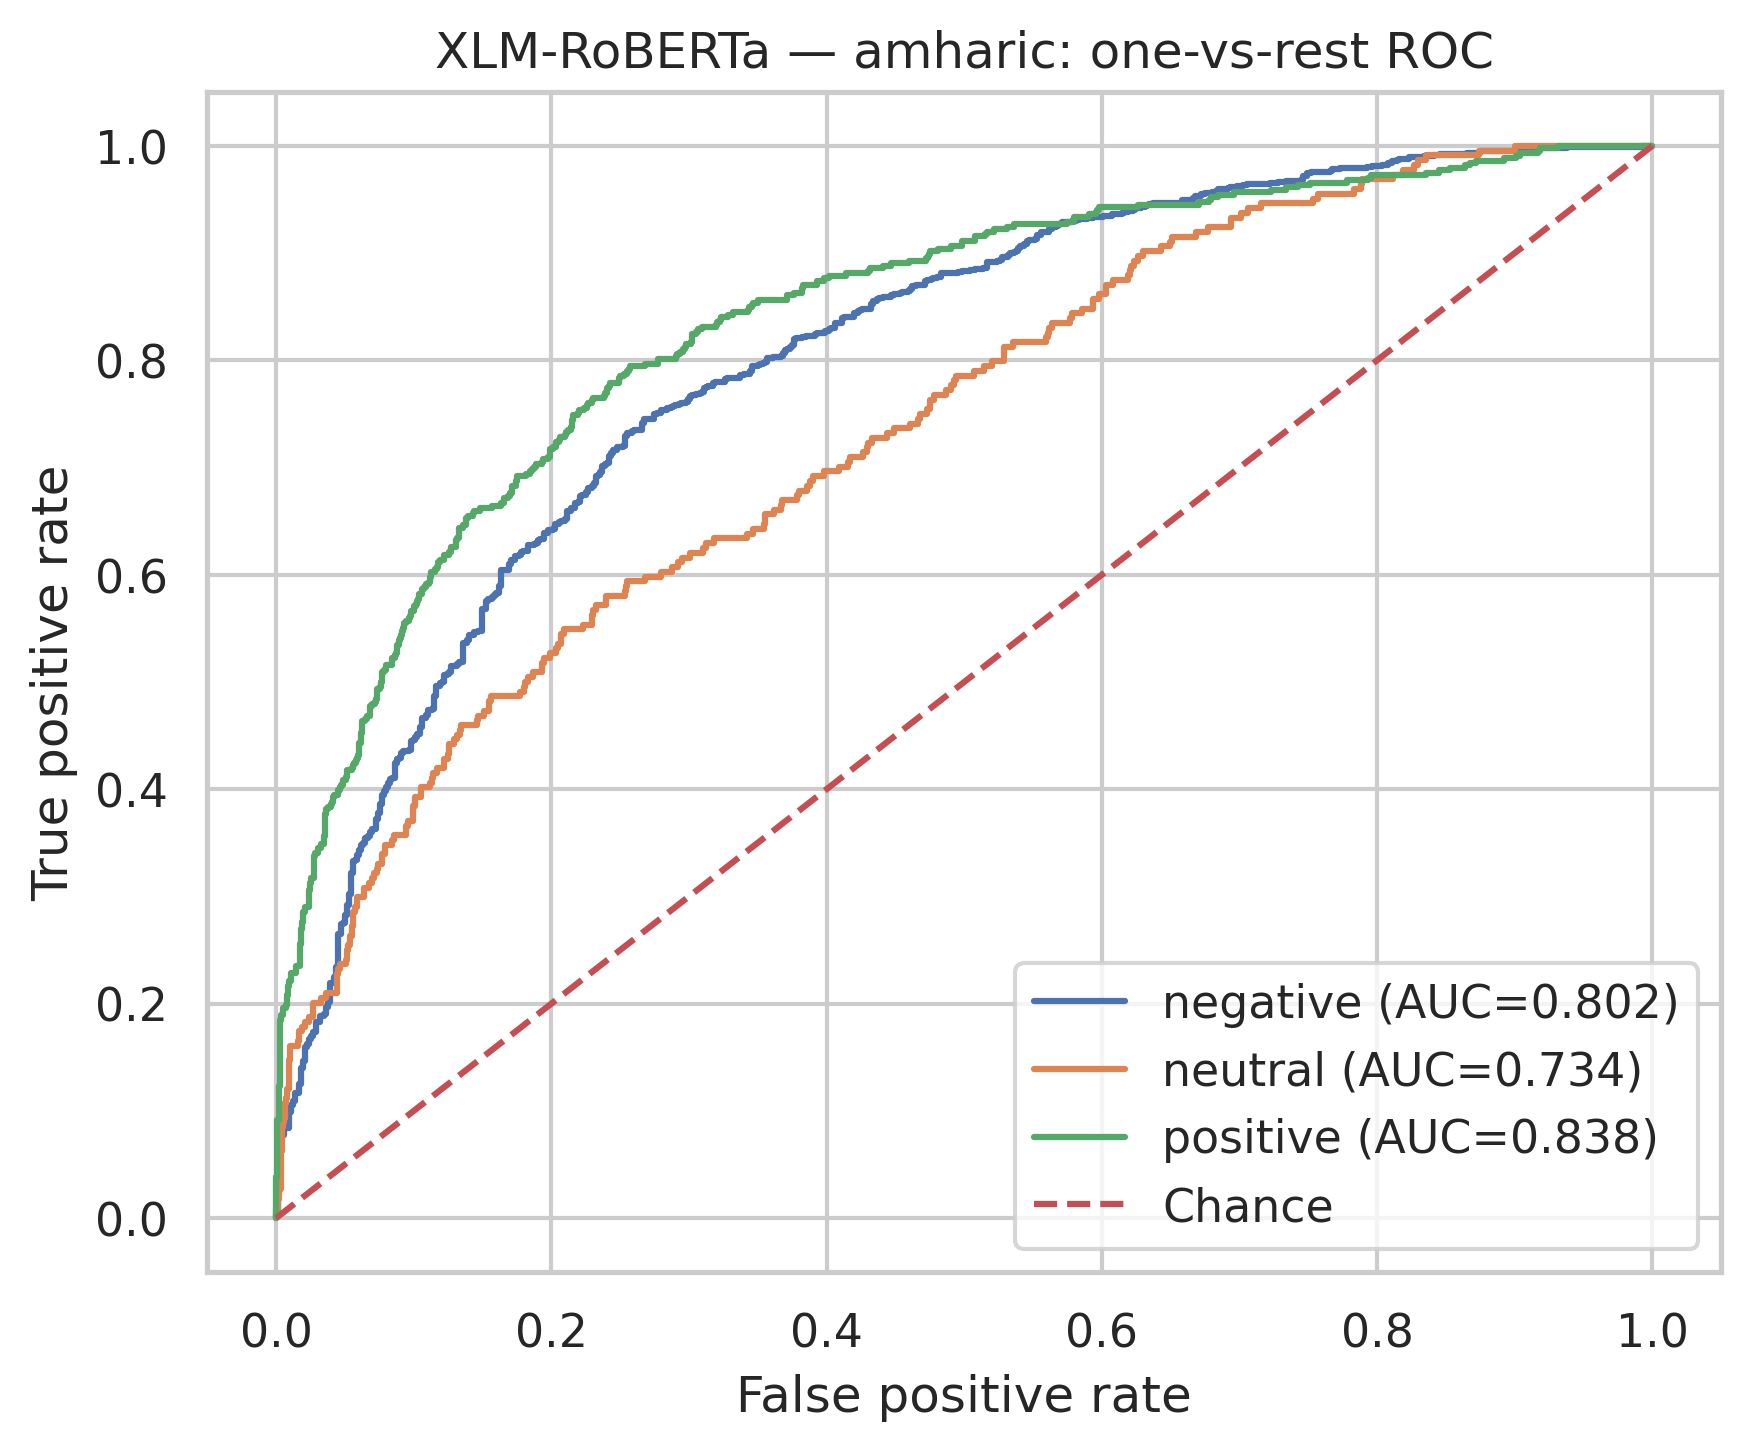 XLM-RoBERTa — amharic: one-vs-rest ROC
True positive rate
1.0
0.8
0.6
0.4
0.2
0.0
negative (AUC=0.802)
neutral (AUC=0.734)
positive (AUC=0.838)
Chance
0.0 0.2 0.4 0.6 0.8 1.0
False positive rate